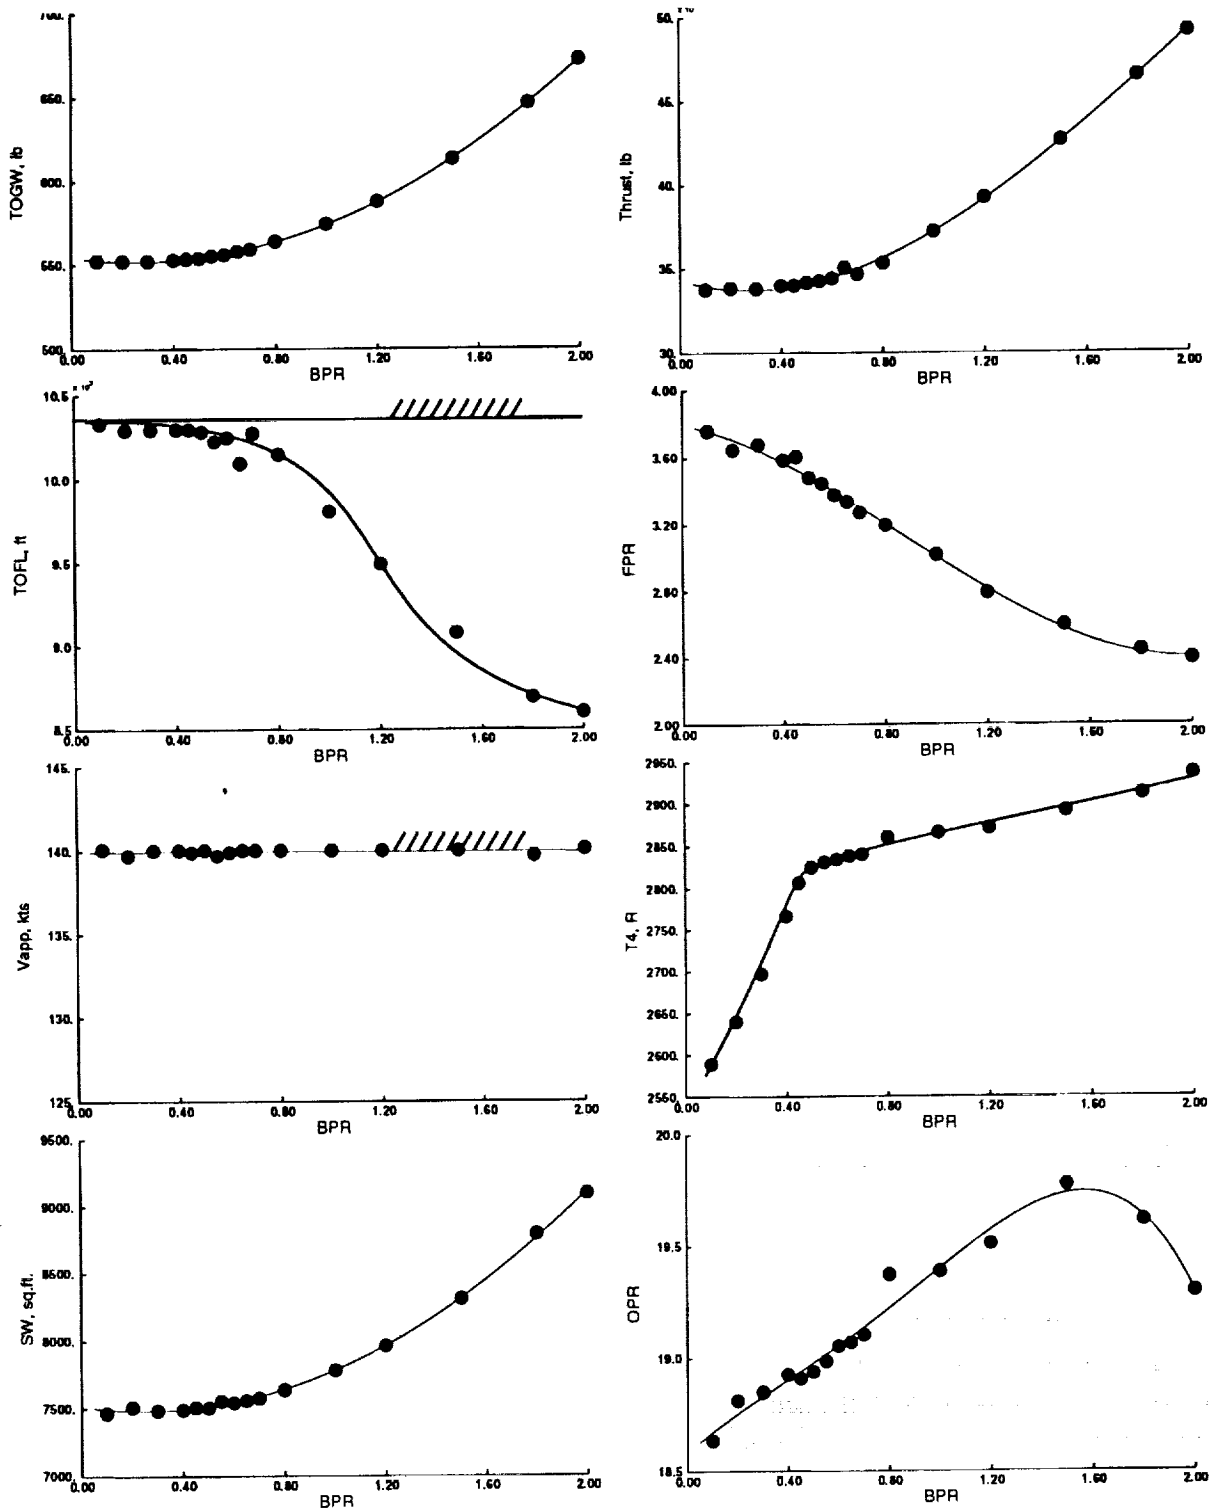 700.
650.
600.
550.
500.
TOGW, lb
0.00 0.40 0.80 1.20 1.60 2.00
BPR
50.
45.
40.
35.
30.
Thrust, lb
0.00 0.40 0.80 1.20 1.60 2.00
BPR
× 10³
10.5
10.0
9.5
9.0
8.5
TOFL, ft
0.00 0.40 0.80 1.20 1.60 2.00
BPR
4.00
3.60
3.20
2.80
2.40
2.00
FPR
0.00 0.40 0.80 1.20 1.60 2.00
BPR
145.
140.
135.
130.
125.
Vapp, kts
0.00 0.40 0.80 1.20 1.60 2.00
BPR
2950.
2900.
2850.
2800.
2750.
2700.
2650.
2600.
2550.
T4, R
0.00 0.40 0.80 1.20 1.60 2.00
BPR
9500.
9000.
8500.
8000.
7500.
7000.
SW, sq.ft.
0.00 0.40 0.80 1.20 1.60 2.00
BPR
20.0
19.5
19.0
18.5
OPR
0.00 0.40 0.80 1.20 1.60 2.00
BPR